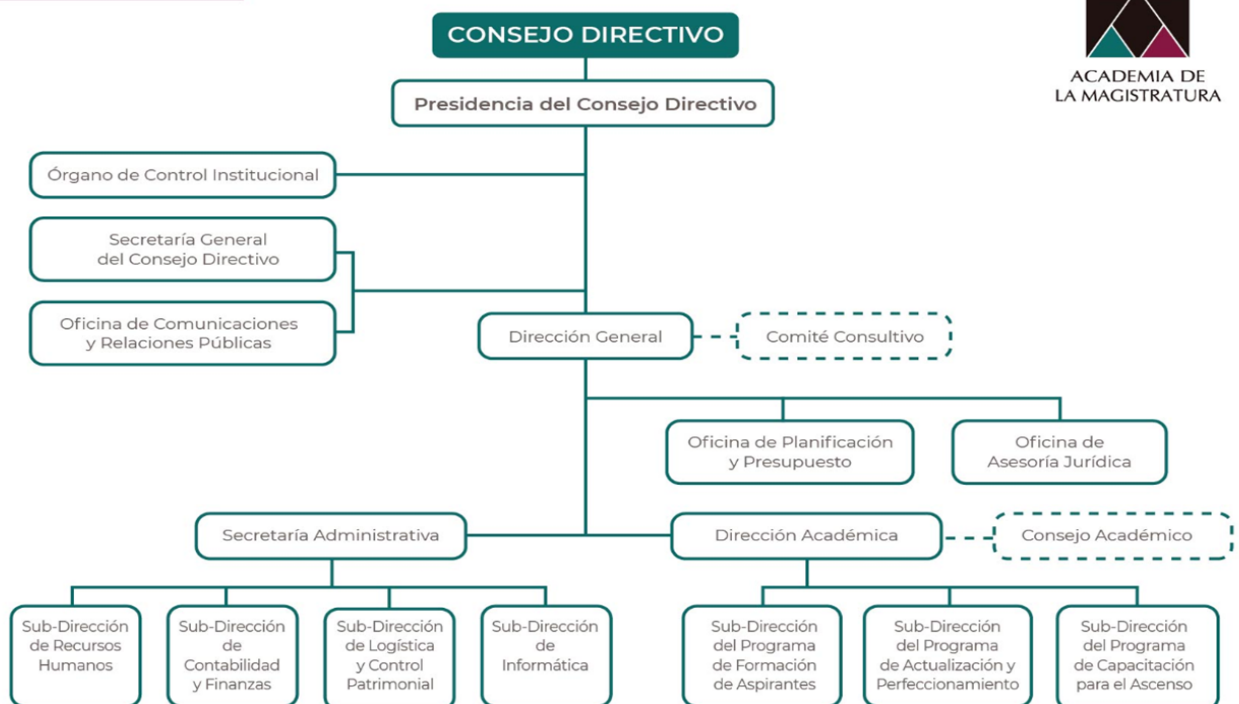 CONSEJO DIRECTIVO
ACADEMIA DE
LA MAGISTRATURA
Presidencia del Consejo Directivo
Órgano de Control Institucional
Secretaría General
del Consejo Directivo
Oficina de Comunicaciones
y Relaciones Públicas
Dirección General
Comité Consultivo
Oficina de Planificación
y Presupuesto
Oficina de
Asesoría Jurídica
Secretaría Administrativa
Dirección Académica
Consejo Académico
Sub-Dirección
de Recursos
Humanos
Sub-Dirección
de
Contabilidad
y Finanzas
Sub-Dirección
de Logística
y Control
Patrimonial
Sub-Dirección
de
Informática
Sub-Dirección
del Programa
de Formación
de Aspirantes
Sub-Dirección
del Programa
de Actualización y
Perfeccionamiento
Sub-Dirección
del Programa
de Capacitación
para el Ascenso